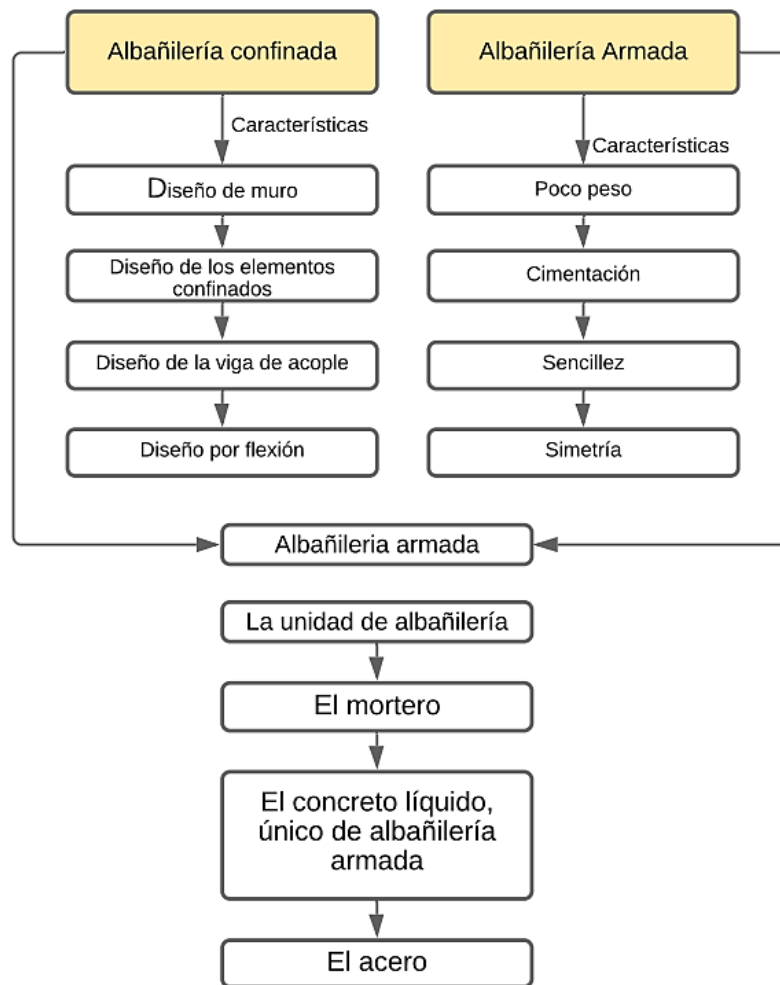 Albañilería confinada
Características
Diseño de muro
Diseño de los elementos
confinados
Diseño de la viga de acople
Diseño por flexión
Albañilería Armada
Características
Poco peso
Cimentación
Sencillez
Simetría
Albañileria armada
La unidad de albañilería
El mortero
El concreto líquido,
único de albañilería
armada
El acero